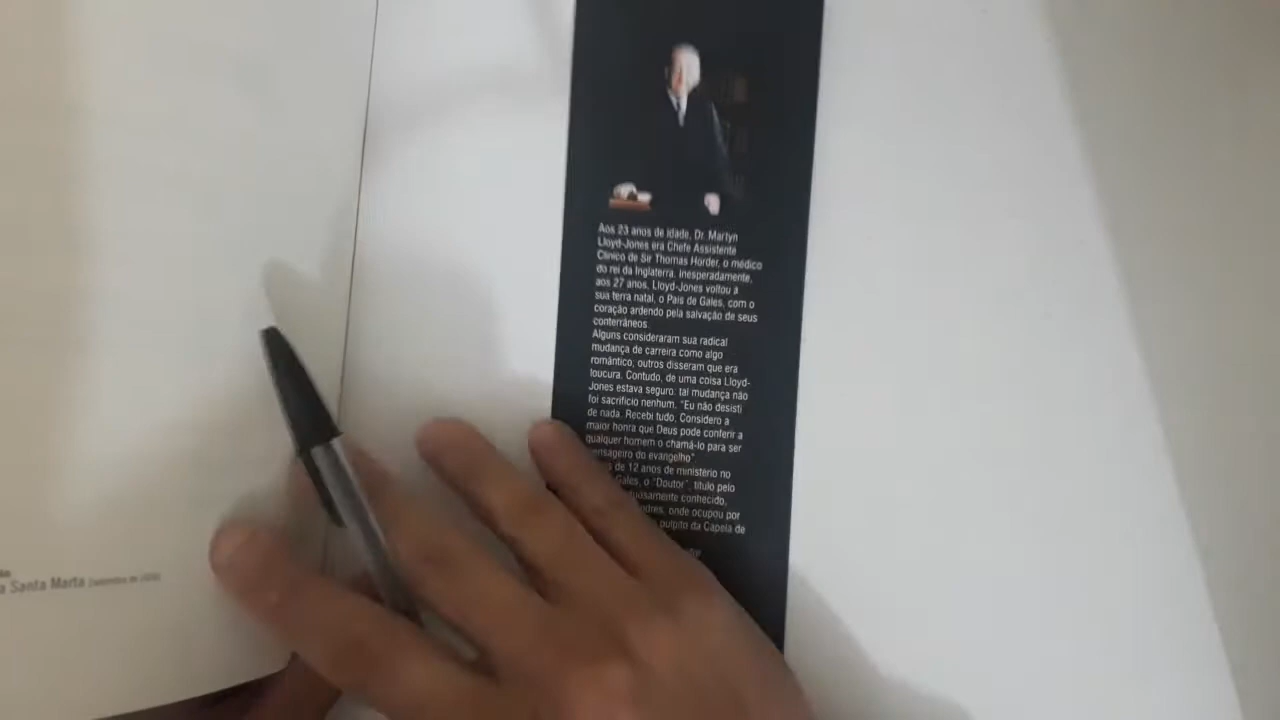 a Santa Marta
Aos 23 anos de idade, Dr. Martyn
Lloyd-Jones era Chefe Assistente
Clínico de Sir Thomas Horder, o médico
do rei da Inglaterra. Inesperadamente,
aos 27 anos, Lloyd-Jones voltou à
sua terra natal, o País de Gales, com o
coração ardendo pela salvação de seus
conterrâneos.
Alguns consideraram sua radical
mudança de carreira como algo
romântico, outros disseram que era
loucura. Contudo, de uma coisa Lloyd-
Jones estava seguro: tal mudança não
foi sacrifício nenhum. "Eu não desisti
de nada. Recebi tudo. Considero a
maior honra que Deus pode conferir a
qualquer homem o chamá-lo para ser
mensageiro do evangelho".
de 12 anos de ministério no
Gales, o "Doutor", título pelo
conhecido,
onde ocupou por
púlpito da Capela de